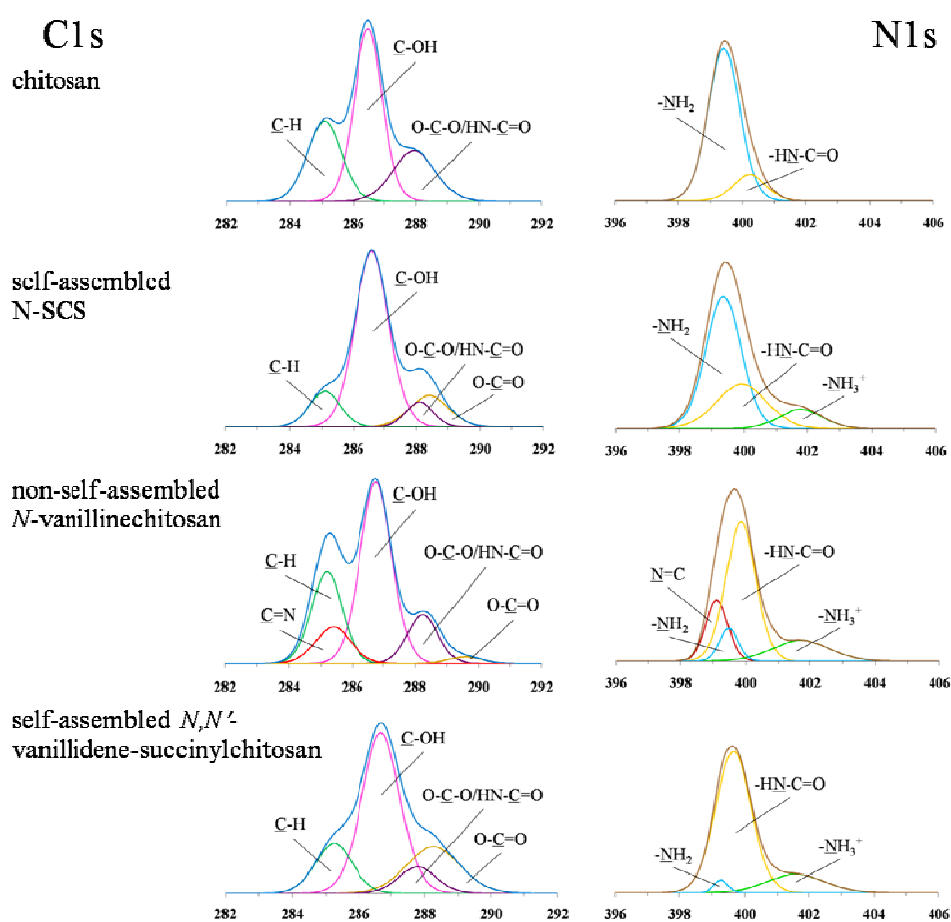 C1s
N1s
chitosan
C-OH
C-H
O-C-O/HN-C=O
282 284 286 288 290 292
-NH2
-HN-C=O
396 398 400 402 404 406
self-assembled
N-SCS
C-OH
O-C-O/HN-C=O
C-H
O-C=O
282 284 286 288 290 292
-NH2
-HN-C=O
-NH3+
396 398 400 402 404 406
non-self-assembled
N-vanillinechitosan
C-OH
O-C-O/HN-C=O
C-H
O-C=O
C=N
282 284 286 288 290 292
-HN-C=O
N=C
-NH2
-NH3+
396 398 400 402 404 406
self-assembled N,N′-
vanillidene-succinylchitosan
C-OH
O-C-O/HN-C=O
C-H
O-C=O
282 284 286 288 290 292
-HN-C=O
-NH2
-NH3+
396 398 400 402 404 406